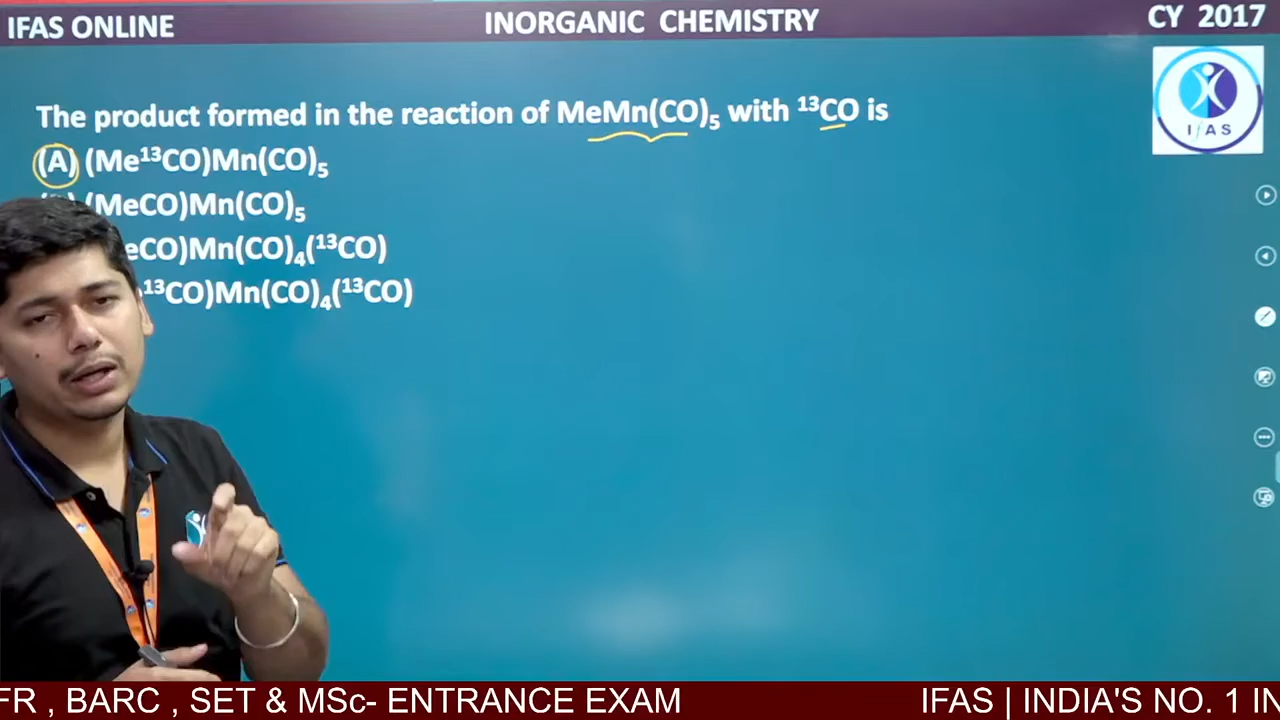 IFAS ONLINE
INORGANIC CHEMISTRY
CY 2017
IfAS
The product formed in the reaction of MeMn(CO)₅ with ¹³CO is
(A) (Me¹³CO)Mn(CO)₅
(MeCO)Mn(CO)₅
eCO)Mn(CO)₄(¹³CO)
¹³CO)Mn(CO)₄(¹³CO)
FR , BARC , SET & MSc- ENTRANCE EXAM
IFAS | INDIA'S NO. 1 IN